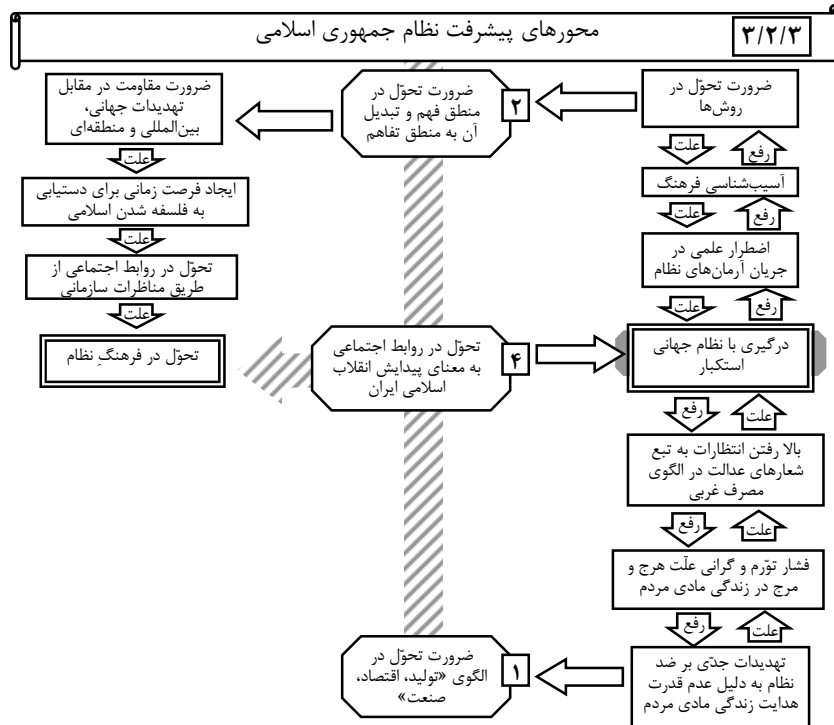 ۳/۲/۳
محورهای پیشرفت نظام جمهوری اسلامی
ضرورت تحوّل در
روش‌ها
علت
رفع
آسیب‌شناسی فرهنگ
علت
رفع
اضطرار علمی در
جریان آرمان‌های نظام
علت
رفع
درگیری با نظام جهانی
استکبار
رفع
علت
بالا رفتن انتظارات به تبع
شعارهای عدالت در الگوی
مصرف غربی
رفع
علت
فشار تورّم و گرانی علّت هرج و
مرج در زندگی مادی مردم
رفع
علت
تهدیدات جدّی بر ضد
نظام به دلیل عدم قدرت
هدایت زندگی مادی مردم
۲
ضرورت تحوّل در
منطق فهم و تبدیل
آن به منطق تفاهم
۴
تحوّل در روابط اجتماعی
به معنای پیدایش انقلاب
اسلامی ایران
۱
ضرورت تحوّل در
الگوی «تولید، اقتصاد،
صنعت»
ضرورت مقاومت در مقابل
تهدیدات جهانی،
بین‌المللی و منطقه‌ای
علت
ایجاد فرصت زمانی برای دستیابی
به فلسفه شدن اسلامی
علت
تحوّل در روابط اجتماعی از
طریق مناظرات سازمانی
علت
تحوّل در فرهنگِ نظام